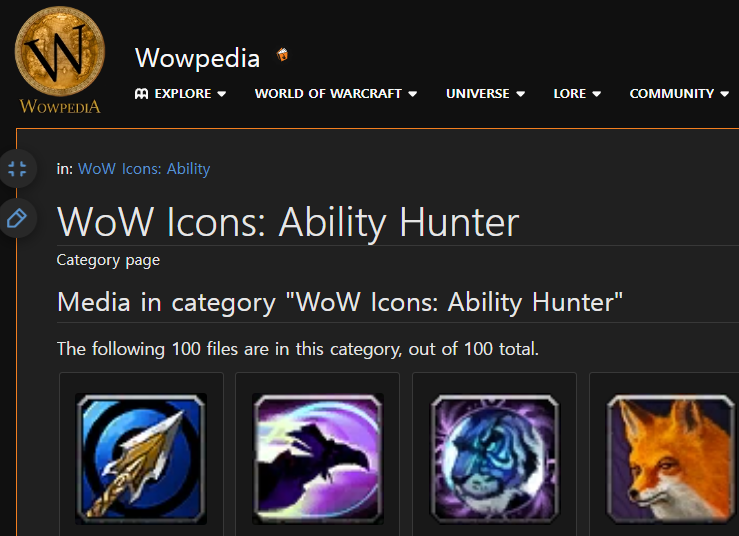 W
WOWPEDIA
Wowpedia
EXPLORE
WORLD OF WARCRAFT
UNIVERSE
LORE
COMMUNITY
in: WoW Icons: Ability
WoW Icons: Ability Hunter
Category page
Media in category "WoW Icons: Ability Hunter"
The following 100 files are in this category, out of 100 total.